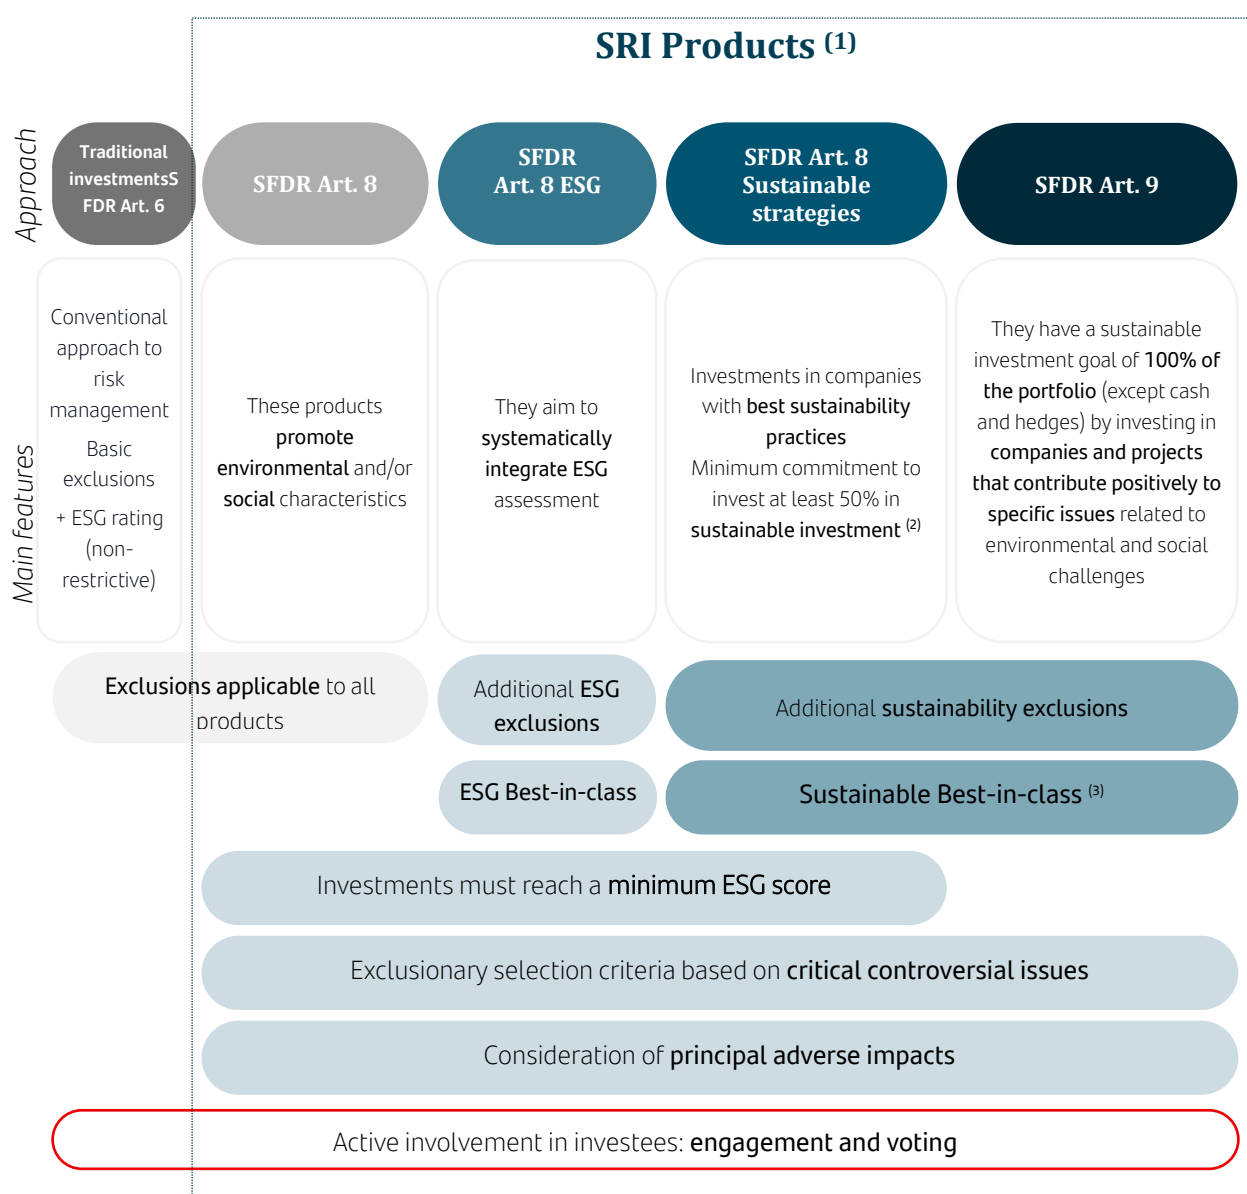 SRI Products (1)
Approach
Traditional
investmentsS
FDR Art. 6
SFDR Art. 8
SFDR
Art. 8 ESG
SFDR Art. 8
Sustainable
strategies
SFDR Art. 9
Main features
Conventional
approach to
risk
management
Basic
exclusions
+ ESG rating
(non-
restrictive)
These products
promote
environmental and/or
social characteristics
They aim to
systematically
integrate ESG
assessment
Investments in companies
with best sustainability
practices
Minimum commitment to
invest at least 50% in
sustainable investment (2)
They have a sustainable
investment goal of 100% of
the portfolio (except cash
and hedges) by investing in
companies and projects
that contribute positively to
specific issues related to
environmental and social
challenges
Exclusions applicable to all
products
Additional ESG
exclusions
Additional sustainability exclusions
ESG Best-in-class
Sustainable Best-in-class (3)
Investments must reach a minimum ESG score
Exclusionary selection criteria based on critical controversial issues
Consideration of principal adverse impacts
Active involvement in investees: engagement and voting